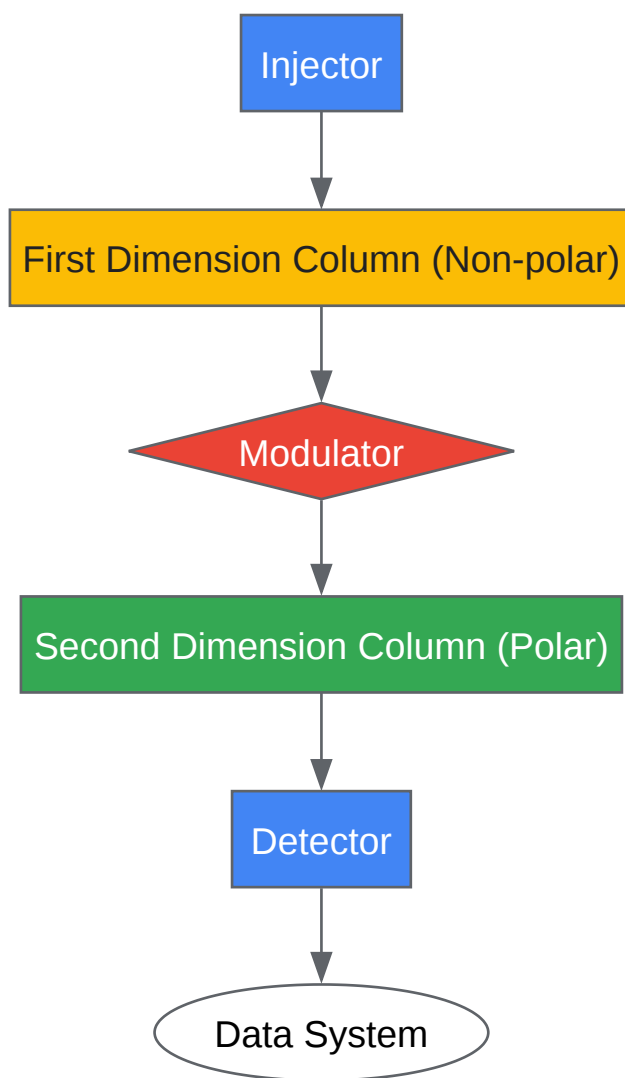 Injector
First Dimension Column (Non-polar)
Modulator
Second Dimension Column (Polar)
Detector
Data System